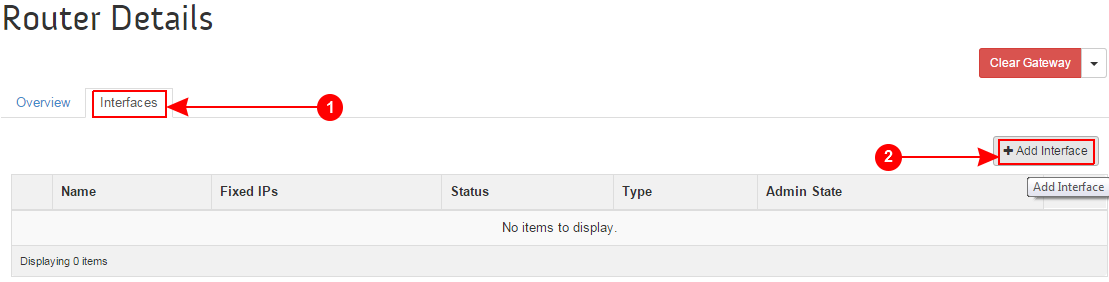 Router Details
Clear Gateway
Overview Interfaces 1
2 Add Interface
Name Fixed IPs Status Type Admin State
Add Interface
No items to display.
Displaying 0 items